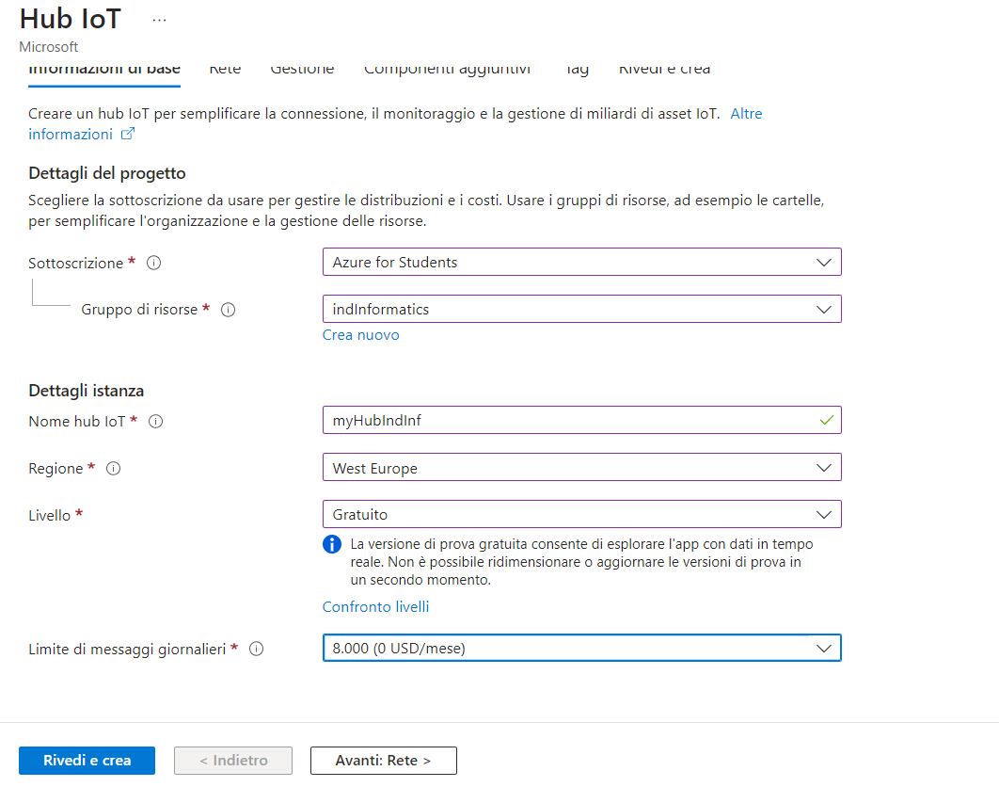 Hub IoT ...
Microsoft
Informazioni di base Rete Gestione Componenti aggiuntivi Tag Rivedi e crea
Creare un hub IoT per semplificare la connessione, il monitoraggio e la gestione di miliardi di asset IoT. Altre
informazioni
Dettagli del progetto
Scegliere la sottoscrizione da usare per gestire le distribuzioni e i costi. Usare i gruppi di risorse, ad esempio le cartelle,
per semplificare l'organizzazione e la gestione delle risorse.
Sottoscrizione * Azure for Students
Gruppo di risorse * indInformatics
Crea nuovo
Dettagli istanza
Nome hub IoT * myHubIndInf
Regione * West Europe
Livello * Gratuito
La versione di prova gratuita consente di esplorare l'app con dati in tempo
reale. Non è possibile ridimensionare o aggiornare le versioni di prova in
un secondo momento.
Confronto livelli
Limite di messaggi giornalieri * 8.000 (0 USD/mese)
Rivedi e crea < Indietro Avanti: Rete >